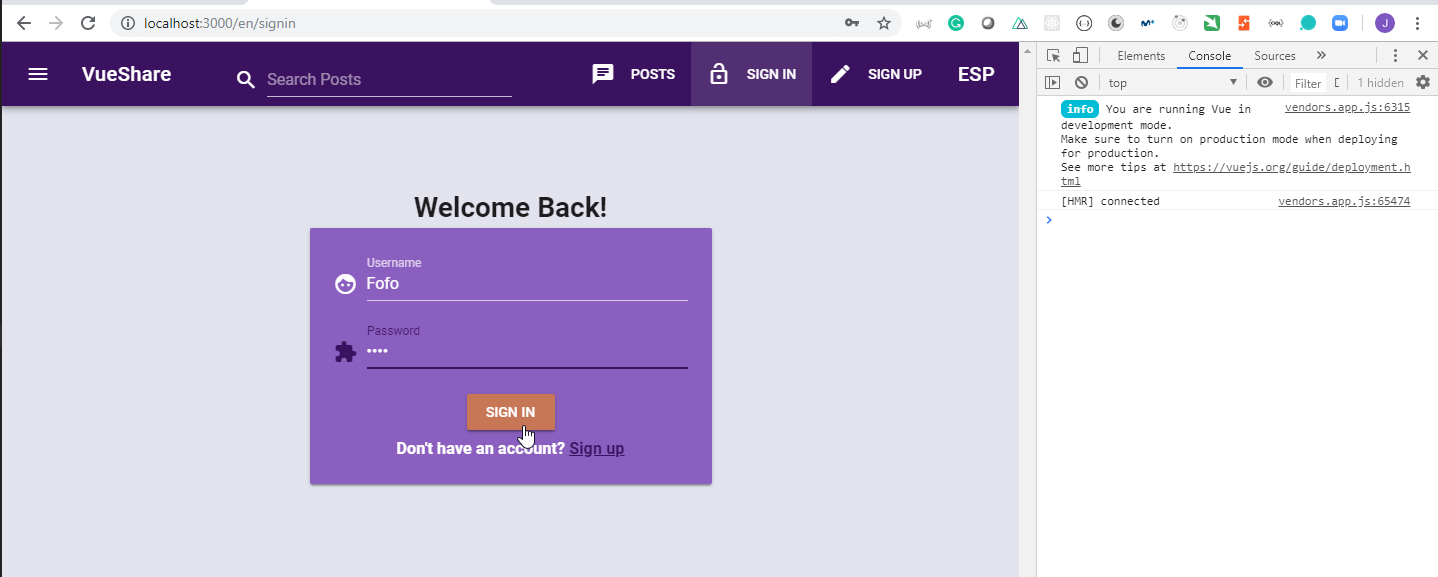 localhost:3000/en/signin
J
VueShare
Search Posts
POSTS
SIGN IN
SIGN UP
ESP
Welcome Back!
Username
Fofo
Password
••••
SIGN IN
Don't have an account? Sign up
Elements Console Sources »
top Filter 1 hidden
info You are running Vue in vendors.app.js:6315
development mode.
Make sure to turn on production mode when deploying
for production.
See more tips at https://vuejs.org/guide/deployment.h
tml
[HMR] connected vendors.app.js:65474